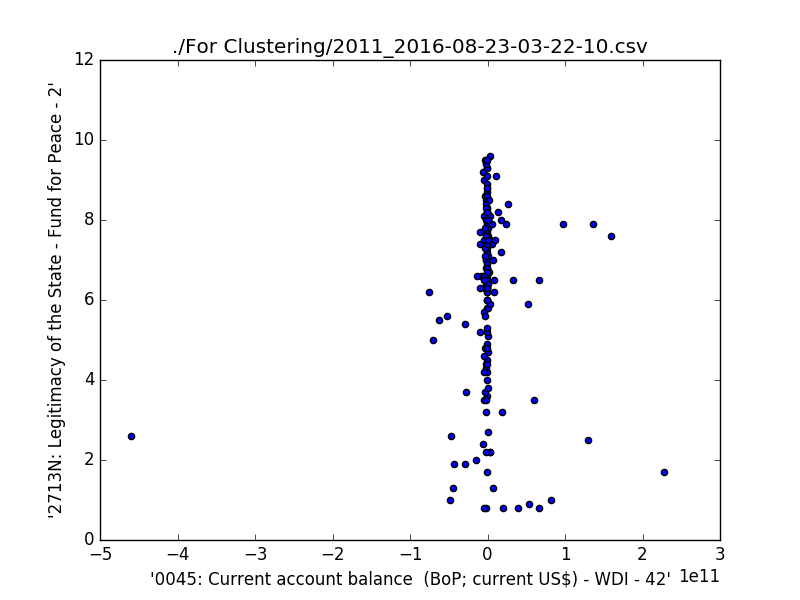 ./For Clustering/2011_2016-08-23-03-22-10.csv
'2713N: Legitimacy of the State - Fund for Peace - 2'
12
10
8
6
4
2
0
−5 −4 −3 −2 −1 0 1 2 3
1e11
'0045: Current account balance  (BoP; current US$) - WDI - 42'